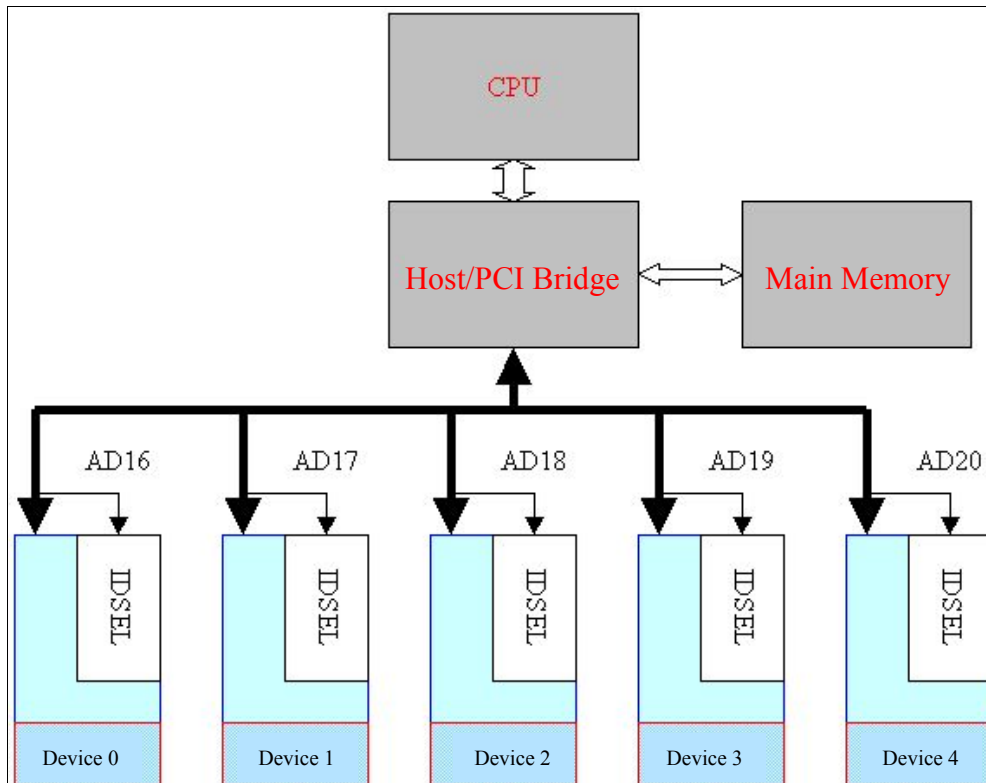 CPU
Host/PCI Bridge
Main Memory
AD16
AD17
AD18
AD19
AD20
IDSEL
IDSEL
IDSEL
IDSEL
IDSEL
Device 0
Device 1
Device 2
Device 3
Device 4